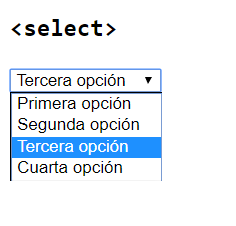 <select>
Tercera opción
Primera opción
Segunda opción
Tercera opción
Cuarta opción